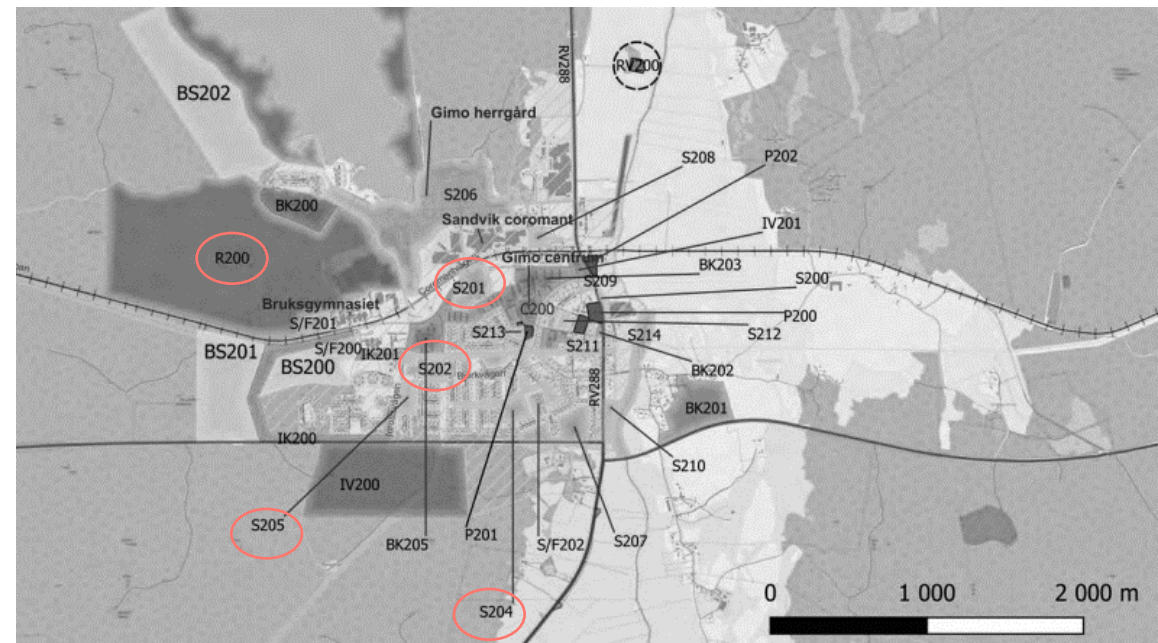 RV288
RV200
BS202
Gimo herrgård
S208
P202
S206
BK200
Sandvik coromant
IV201
R200
Gimo centrum
BK203
S209
S200
S201
Bruksgymnasiet
C200
P200
S/F201
S213
S214
S212
S/F200
IK201
S211
BS201
BS200
S202
BK202
RV288
BK201
IK200
S210
IV200
S205
P201
BK205
S/F202
S207
S204
0
1 000
2 000 m